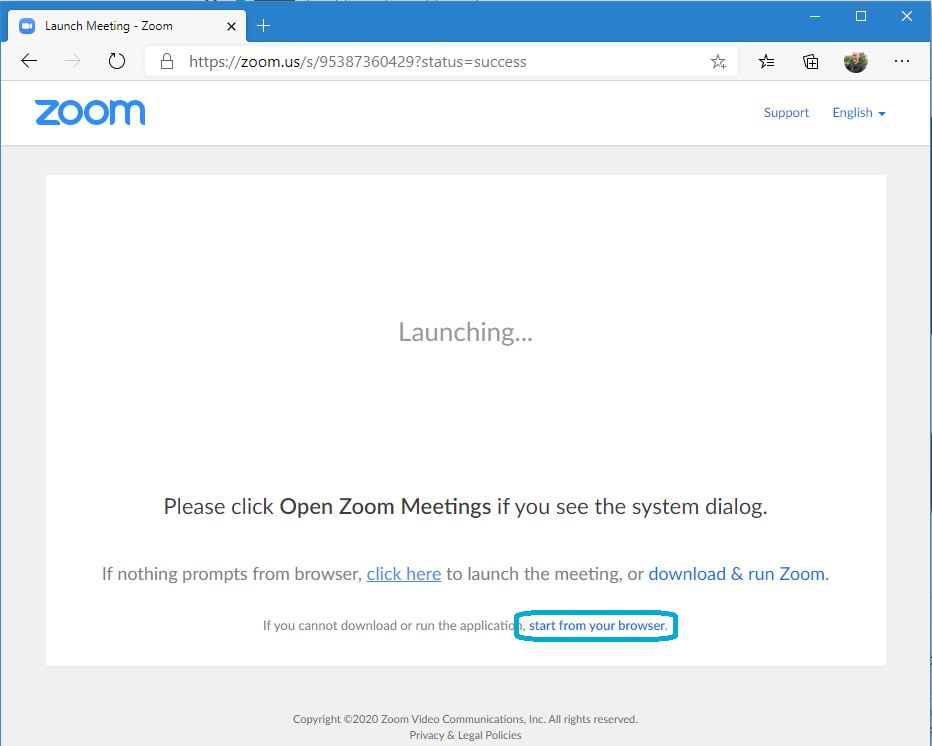 Launch Meeting - Zoom
https://zoom.us/s/95387360429?status=success
zoom
Support English
Launching...
Please click Open Zoom Meetings if you see the system dialog.
If nothing prompts from browser, click here to launch the meeting, or download & run Zoom.
If you cannot download or run the application, start from your browser.
Copyright ©2020 Zoom Video Communications, Inc. All rights reserved.
Privacy & Legal Policies